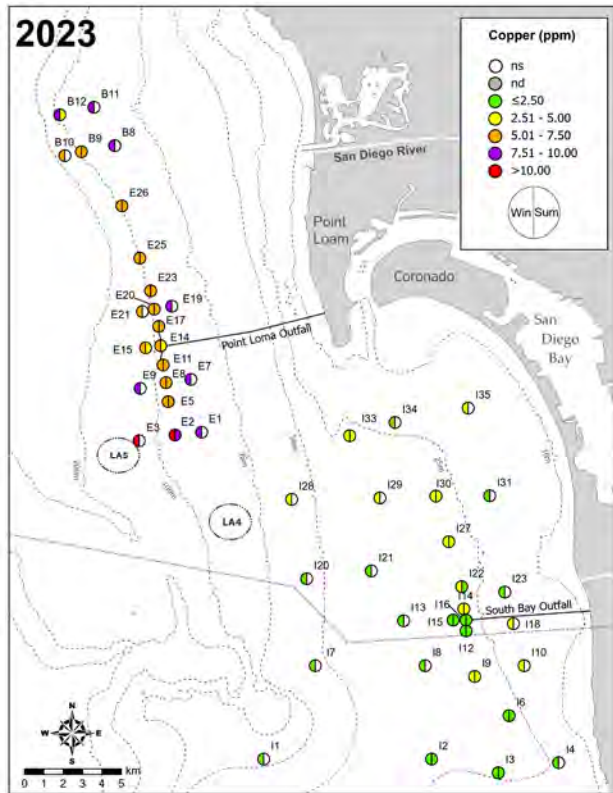 2023
Copper (ppm)
ns
nd
≤2.50
2.51 - 5.00
5.01 - 7.50
7.51 - 10.00
>10.00
Win Sum
B11
B12
B8
B9
B10
San Diego River
E26
Point
Loam
Coronado
E25
E23
E20
E19
E21
E17
San
Diego
Bay
E14
Point Loma Outfall
E15
E11
E9
E8
E7
E5
I35
I34
I33
E3
E2
E1
LA5
100m
I28
I29
I30
I31
LA4
I27
I21
I20
I22
I23
I14
I16
I13
South Bay Outfall
I15
I18
I12
I7
I8
I9
I10
I6
N
W E
S
I1
I2
I3
I4
0 1 2 3 4 5
km